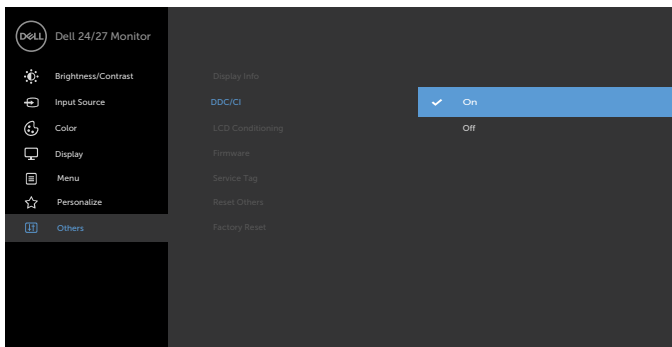 DELL
Dell 24/27 Monitor
Brightness/Contrast
Input Source
Color
Display
Menu
Personalize
Others
Display Info
DDC/CI
LCD Conditioning
Firmware
Service Tag
Reset Others
Factory Reset
On
Off